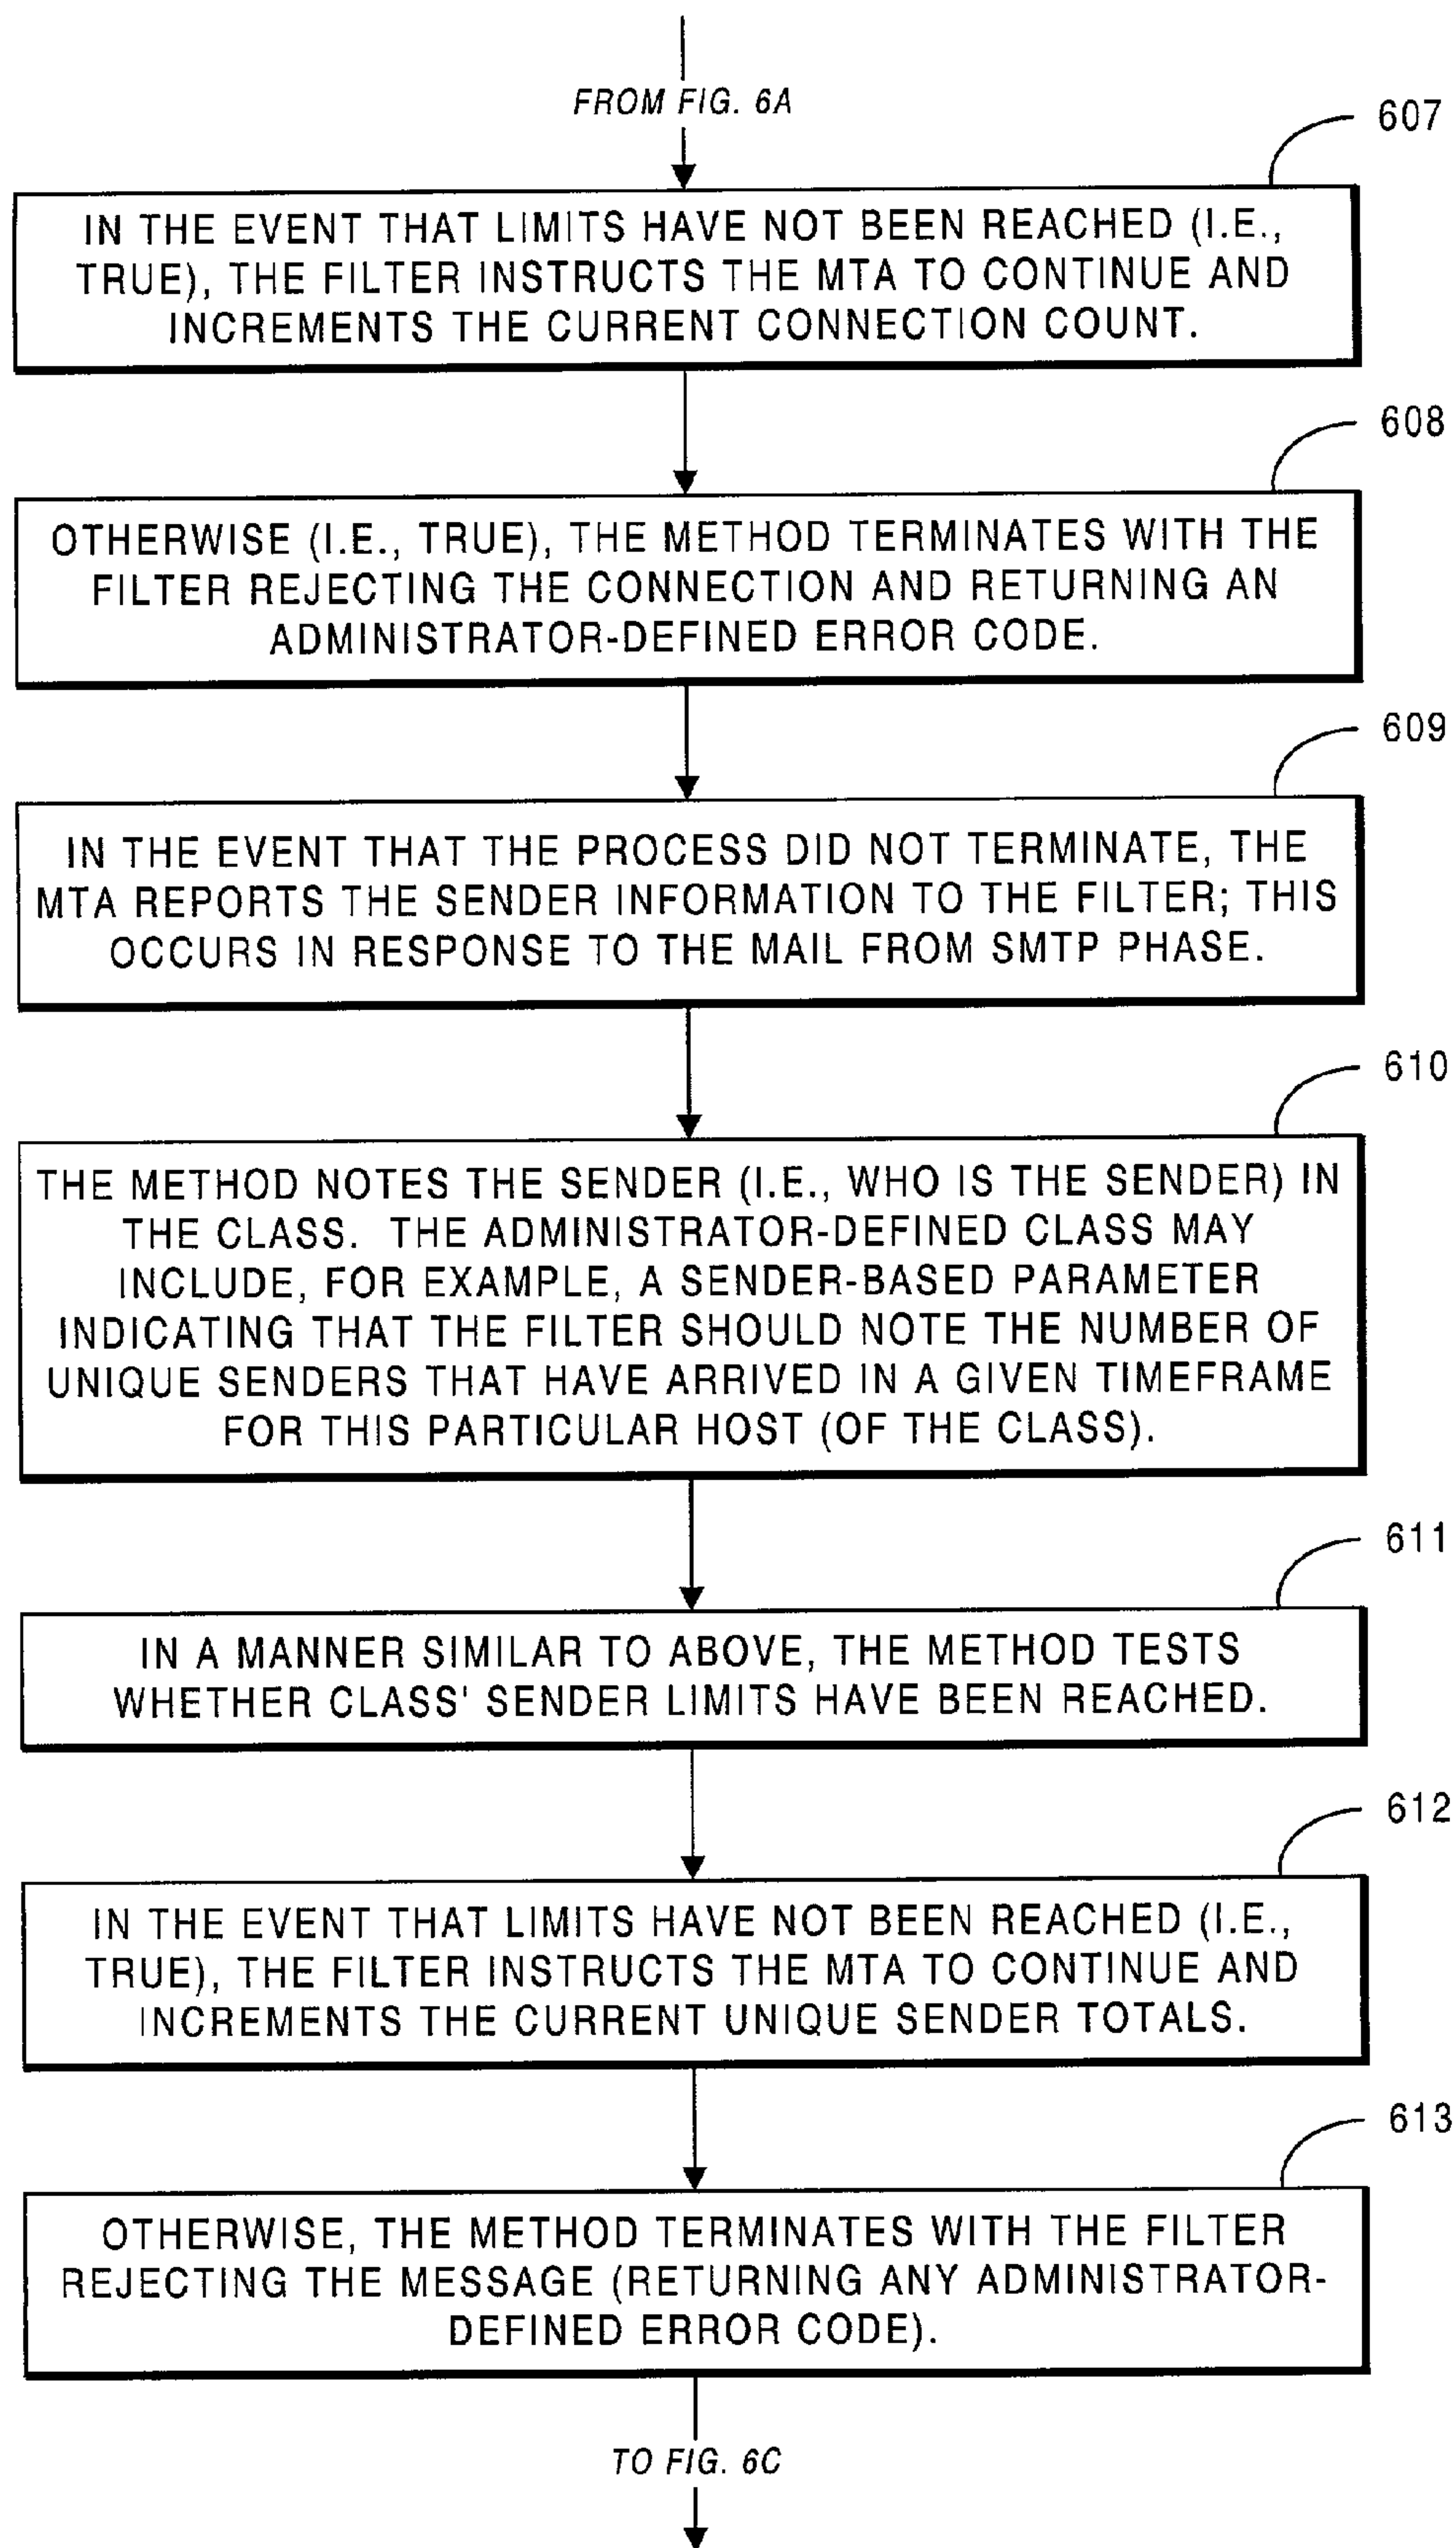 FROM FIG. 6A
607
IN THE EVENT THAT LIMITS HAVE NOT BEEN REACHED (I.E.,
TRUE), THE FILTER INSTRUCTS THE MTA TO CONTINUE AND
INCREMENTS THE CURRENT CONNECTION COUNT.
608
OTHERWISE (I.E., TRUE), THE METHOD TERMINATES WITH THE
FILTER REJECTING THE CONNECTION AND RETURNING AN
ADMINISTRATOR-DEFINED ERROR CODE.
609
IN THE EVENT THAT THE PROCESS DID NOT TERMINATE, THE
MTA REPORTS THE SENDER INFORMATION TO THE FILTER; THIS
OCCURS IN RESPONSE TO THE MAIL FROM SMTP PHASE.
610
THE METHOD NOTES THE SENDER (I.E., WHO IS THE SENDER) IN
THE CLASS. THE ADMINISTRATOR-DEFINED CLASS MAY
INCLUDE, FOR EXAMPLE, A SENDER-BASED PARAMETER
INDICATING THAT THE FILTER SHOULD NOTE THE NUMBER OF
UNIQUE SENDERS THAT HAVE ARRIVED IN A GIVEN TIMEFRAME
FOR THIS PARTICULAR HOST (OF THE CLASS).
611
IN A MANNER SIMILAR TO ABOVE, THE METHOD TESTS
WHETHER CLASS' SENDER LIMITS HAVE BEEN REACHED.
612
IN THE EVENT THAT LIMITS HAVE NOT BEEN REACHED (I.E.,
TRUE), THE FILTER INSTRUCTS THE MTA TO CONTINUE AND
INCREMENTS THE CURRENT UNIQUE SENDER TOTALS.
613
OTHERWISE, THE METHOD TERMINATES WITH THE FILTER
REJECTING THE MESSAGE (RETURNING ANY ADMINISTRATOR-
DEFINED ERROR CODE).
TO FIG. 6C